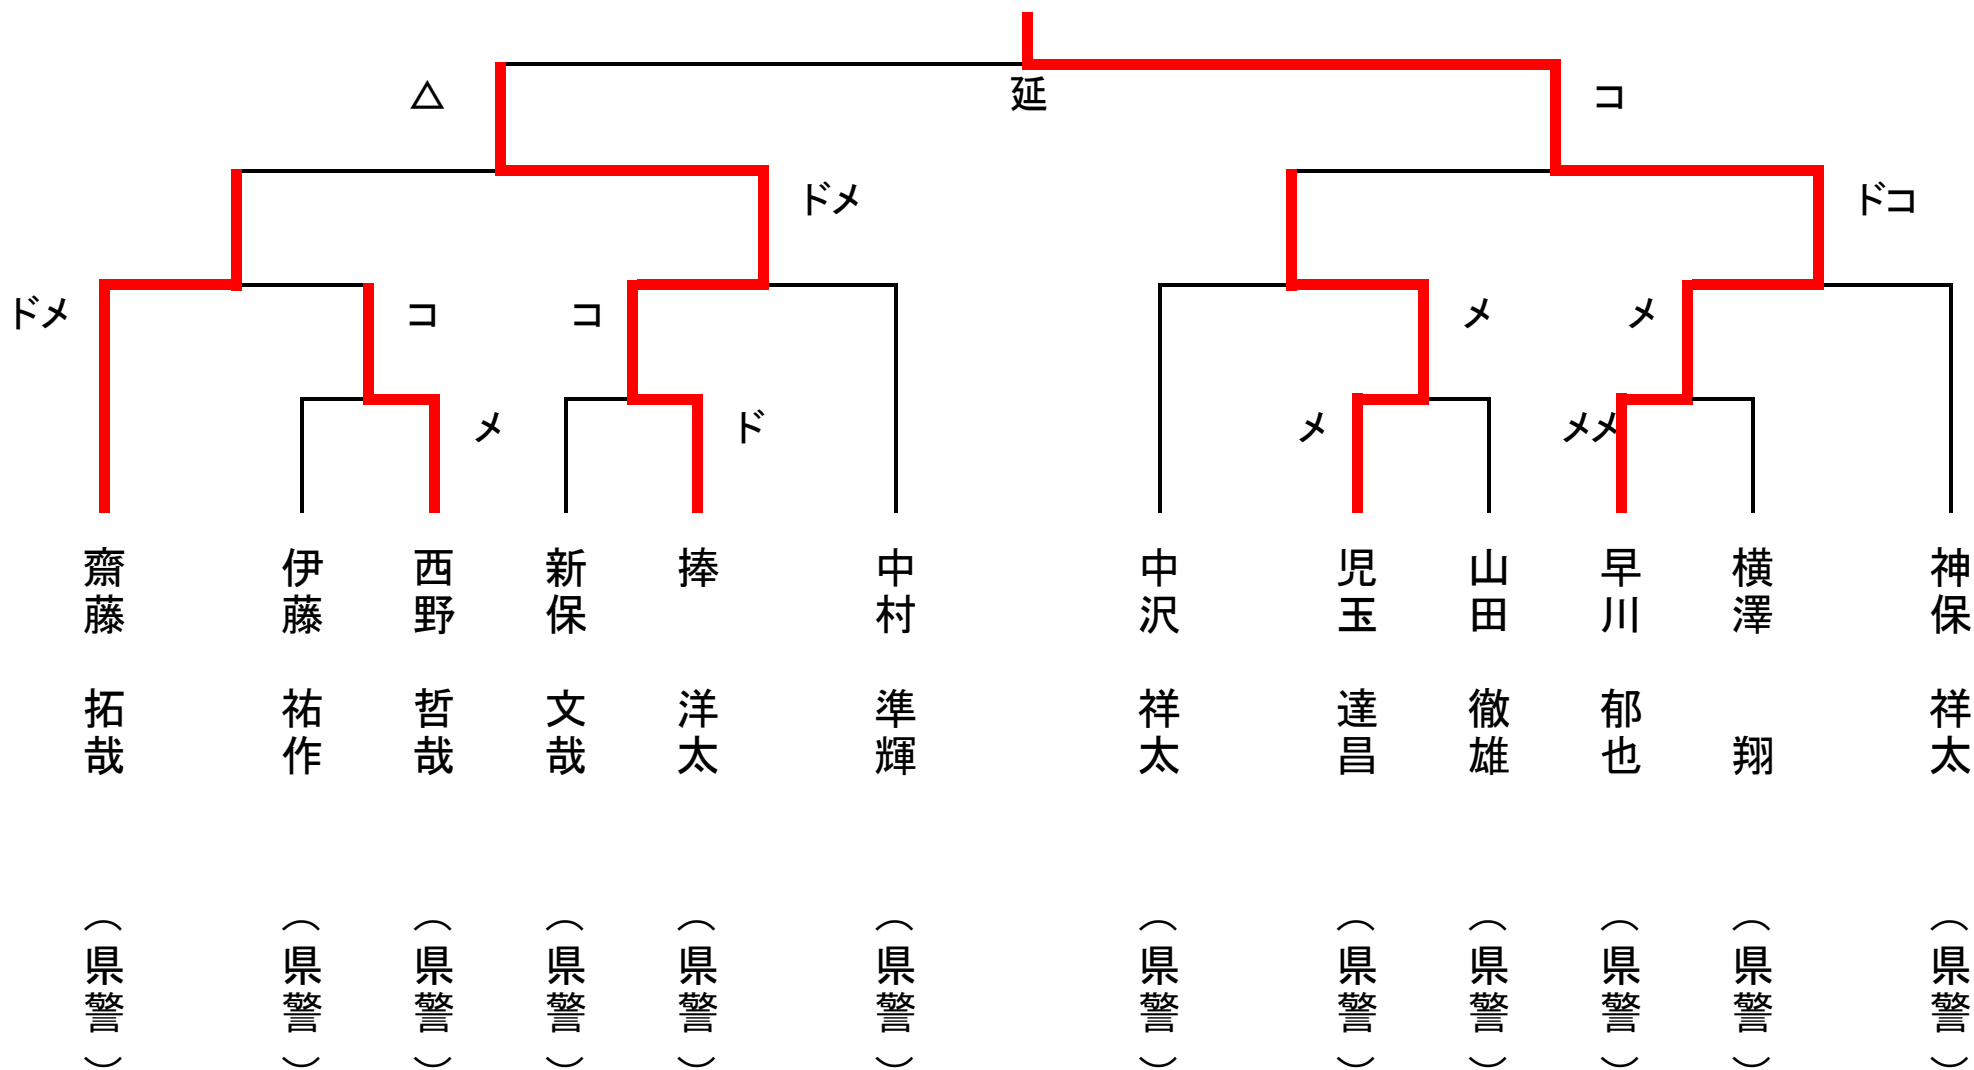 △
延
コ
ドメ
ドコ
ドメ
コ
コ
メ
メ
メ
ド
メ
メメ
齋藤 拓哉 （県警）
伊藤 祐作 （県警）
西野 哲哉 （県警）
新保 文哉 （県警）
捧 洋太 （県警）
中村 準輝 （県警）
中沢 祥太 （県警）
児玉 達昌 （県警）
山田 徹雄 （県警）
早川 郁也 （県警）
横澤 翔 （県警）
神保 祥太 （県警）